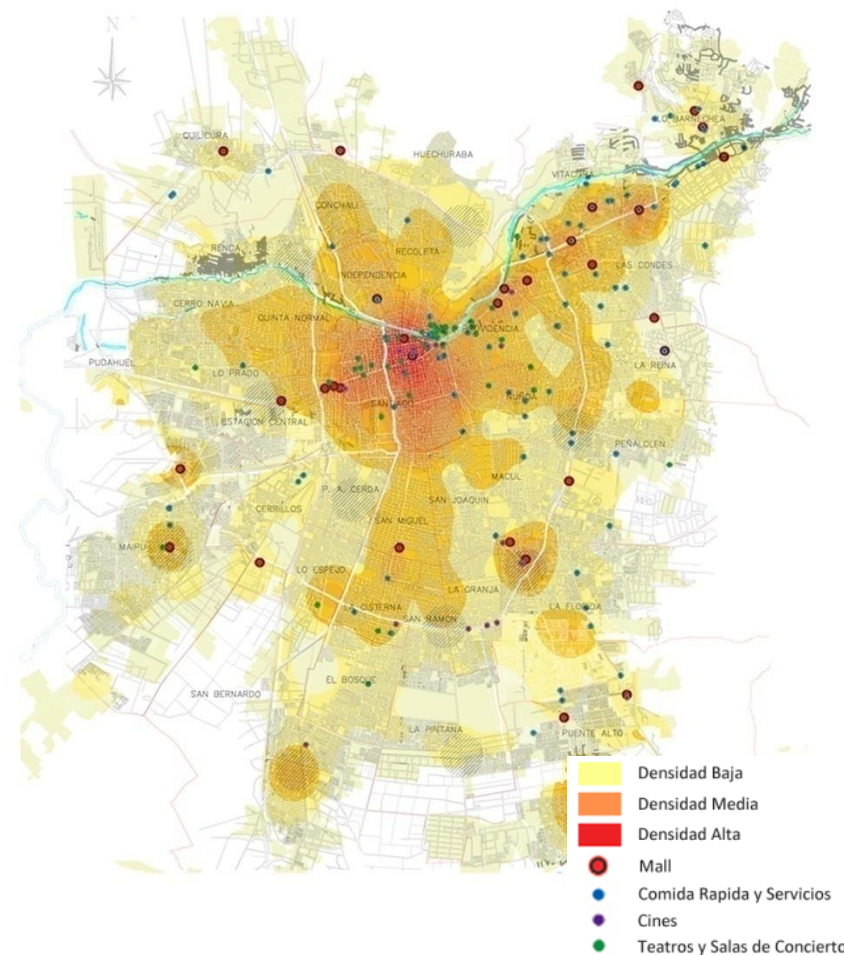 N
QUILICURA
HUECHURABA
LO BARNECHEA
VITACURA
CONCHALI
RENCA
RECOLETA
INDEPENDENCIA
LAS CONDES
CERRO NAVIA
QUINTA NORMAL
VIDENCIA
PUDAHUEL
LO PRADO
LA REINA
SANTIAGO
ESTACION CENTRAL
PEÑALOLEN
MACUL
P. A. CERDA
SAN JOAQUIN
CERRILLOS
SAN MIGUEL
MAIPU
LO ESPEJO
LA GRANJA
LA CISTERNA
LA FLORIDA
SAN RAMON
EL BOSQUE
SAN BERNARDO
LA PINTANA
PUENTE ALTO
Densidad Baja
Densidad Media
Densidad Alta
Mall
Comida Rapida y Servicios
Cines
Teatros y Salas de Concierto